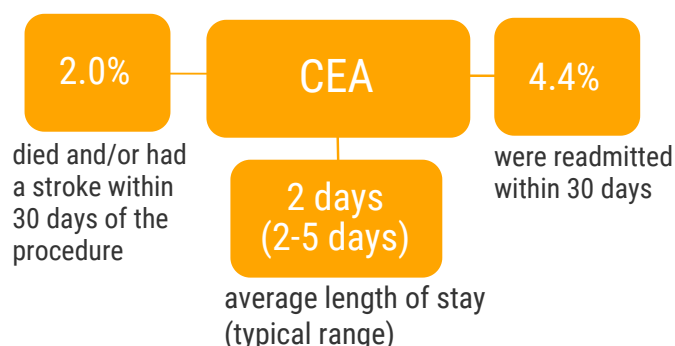 2.0%
CEA
4.4%
died and/or had
a stroke within
30 days of the
procedure
were readmitted
within 30 days
2 days
(2-5 days)
average length of stay
(typical range)